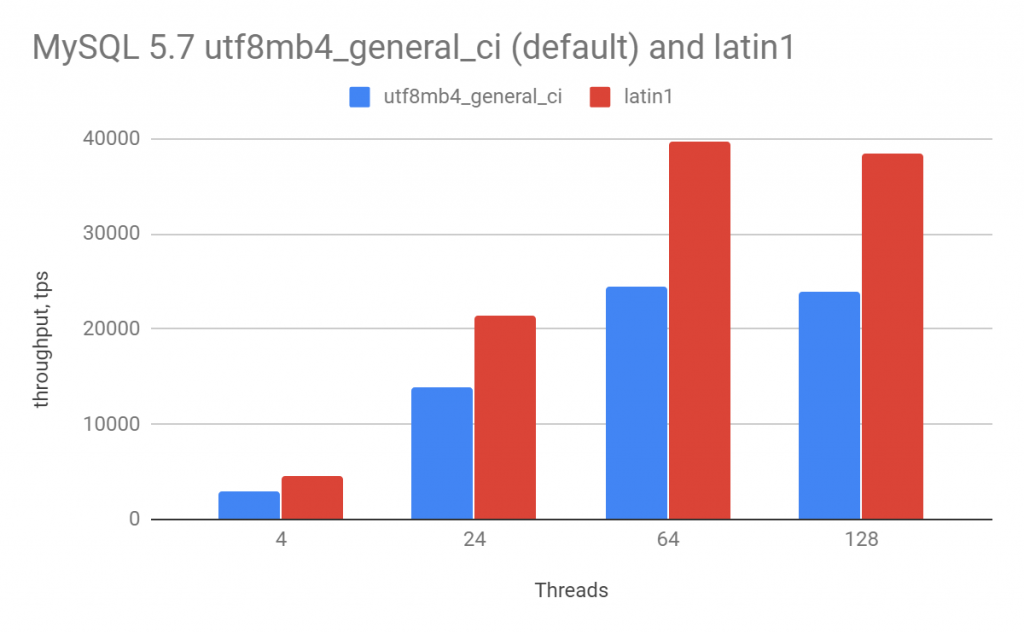 MySQL 5.7 utf8mb4_general_ci (default) and latin1
utf8mb4_general_ci latin1
40000
30000
20000
10000
0
throughput, tps
4 24 64 128
Threads